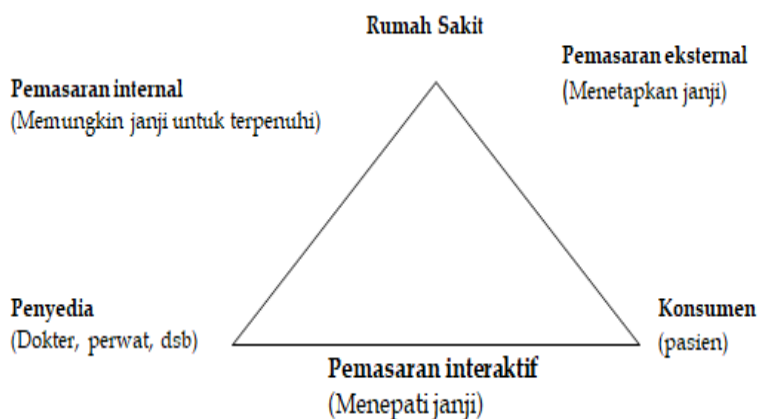 Rumah Sakit
Pemasaran eksternal
(Menetapkan janji)
Pemasaran internal
(Memungkin janji untuk terpenuhi)
Penyedia
(Dokter, perwat, dsb)
Konsumen
(pasien)
Pemasaran interaktif
(Menepati janji)